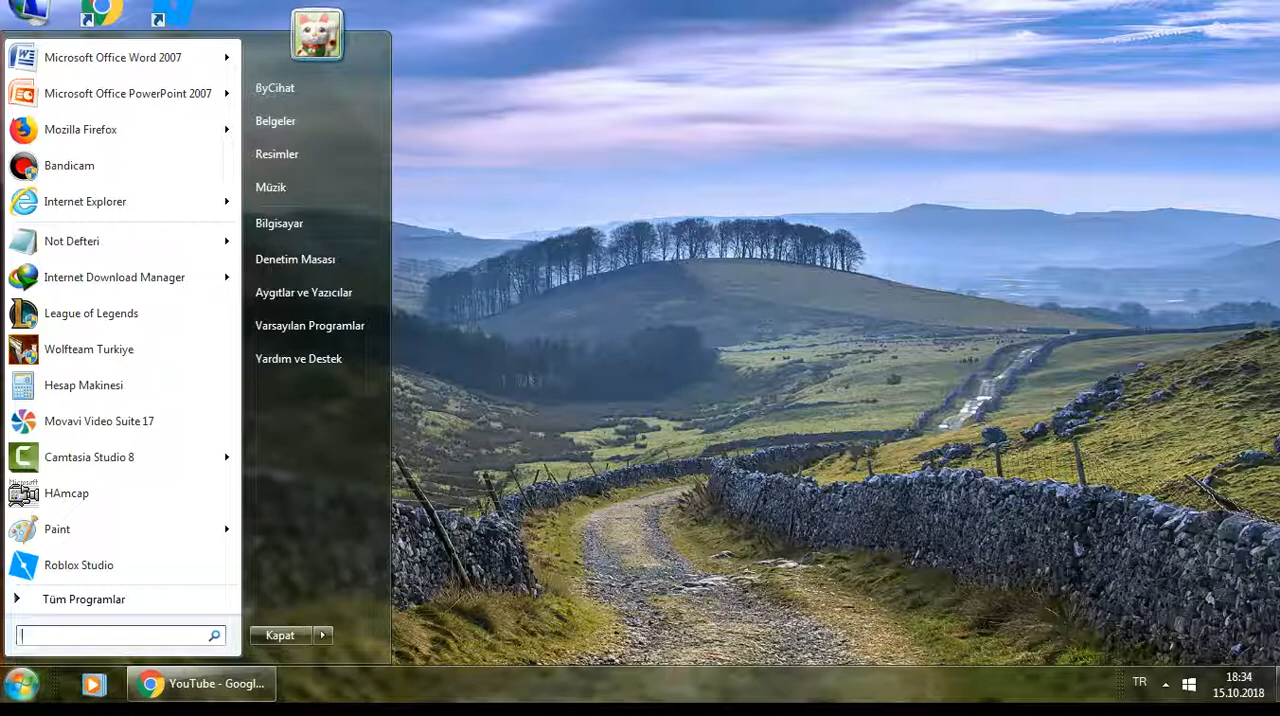 Microsoft Office Word 2007
Microsoft Office PowerPoint 2007
Mozilla Firefox
Bandicam
Internet Explorer
Not Defteri
Internet Download Manager
League of Legends
Wolfteam Turkiye
Hesap Makinesi
Movavi Video Suite 17
Camtasia Studio 8
Microsoft
HAmcap
Paint
Roblox Studio
Tüm Programlar
ByCihat
Belgeler
Resimler
Müzik
Bilgisayar
Denetim Masası
Aygıtlar ve Yazıcılar
Varsayılan Programlar
Yardım ve Destek
Kapat
YouTube - Googl...
TR
18:34
15.10.2018